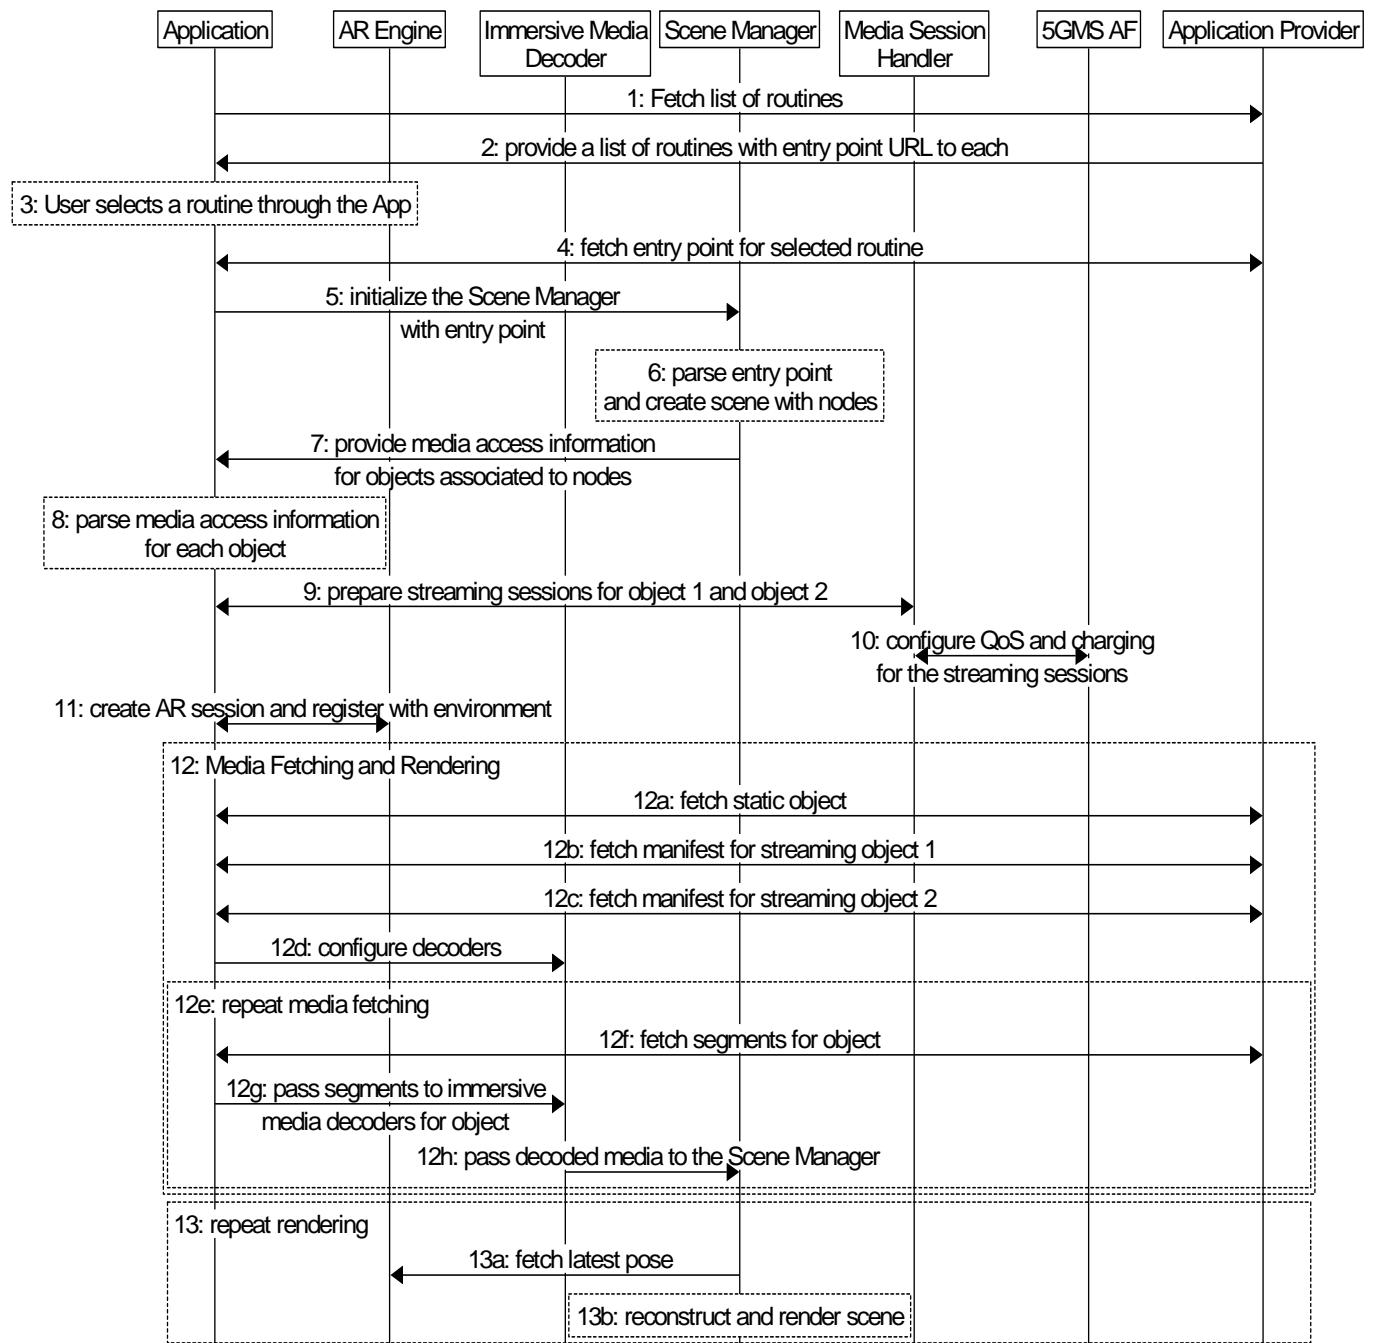 Application
AR Engine
Immersive Media
Decoder
Scene Manager
Media Session
Handler
5GMS AF
Application Provider
1: Fetch list of routines
2: provide a list of routines with entry point URL to each
3: User selects a routine through the App
4: fetch entry point for selected routine
5: initialize the Scene Manager
with entry point
6: parse entry point
and create scene with nodes
7: provide media access information
for objects associated to nodes
8: parse media access information
for each object
9: prepare streaming sessions for object 1 and object 2
10: configure QoS and charging
for the streaming sessions
11: create AR session and register with environment
12: Media Fetching and Rendering
12a: fetch static object
12b: fetch manifest for streaming object 1
12c: fetch manifest for streaming object 2
12d: configure decoders
12e: repeat media fetching
12f: fetch segments for object
12g: pass segments to immersive
media decoders for object
12h: pass decoded media to the Scene Manager
13: repeat rendering
13a: fetch latest pose
13b: reconstruct and render scene